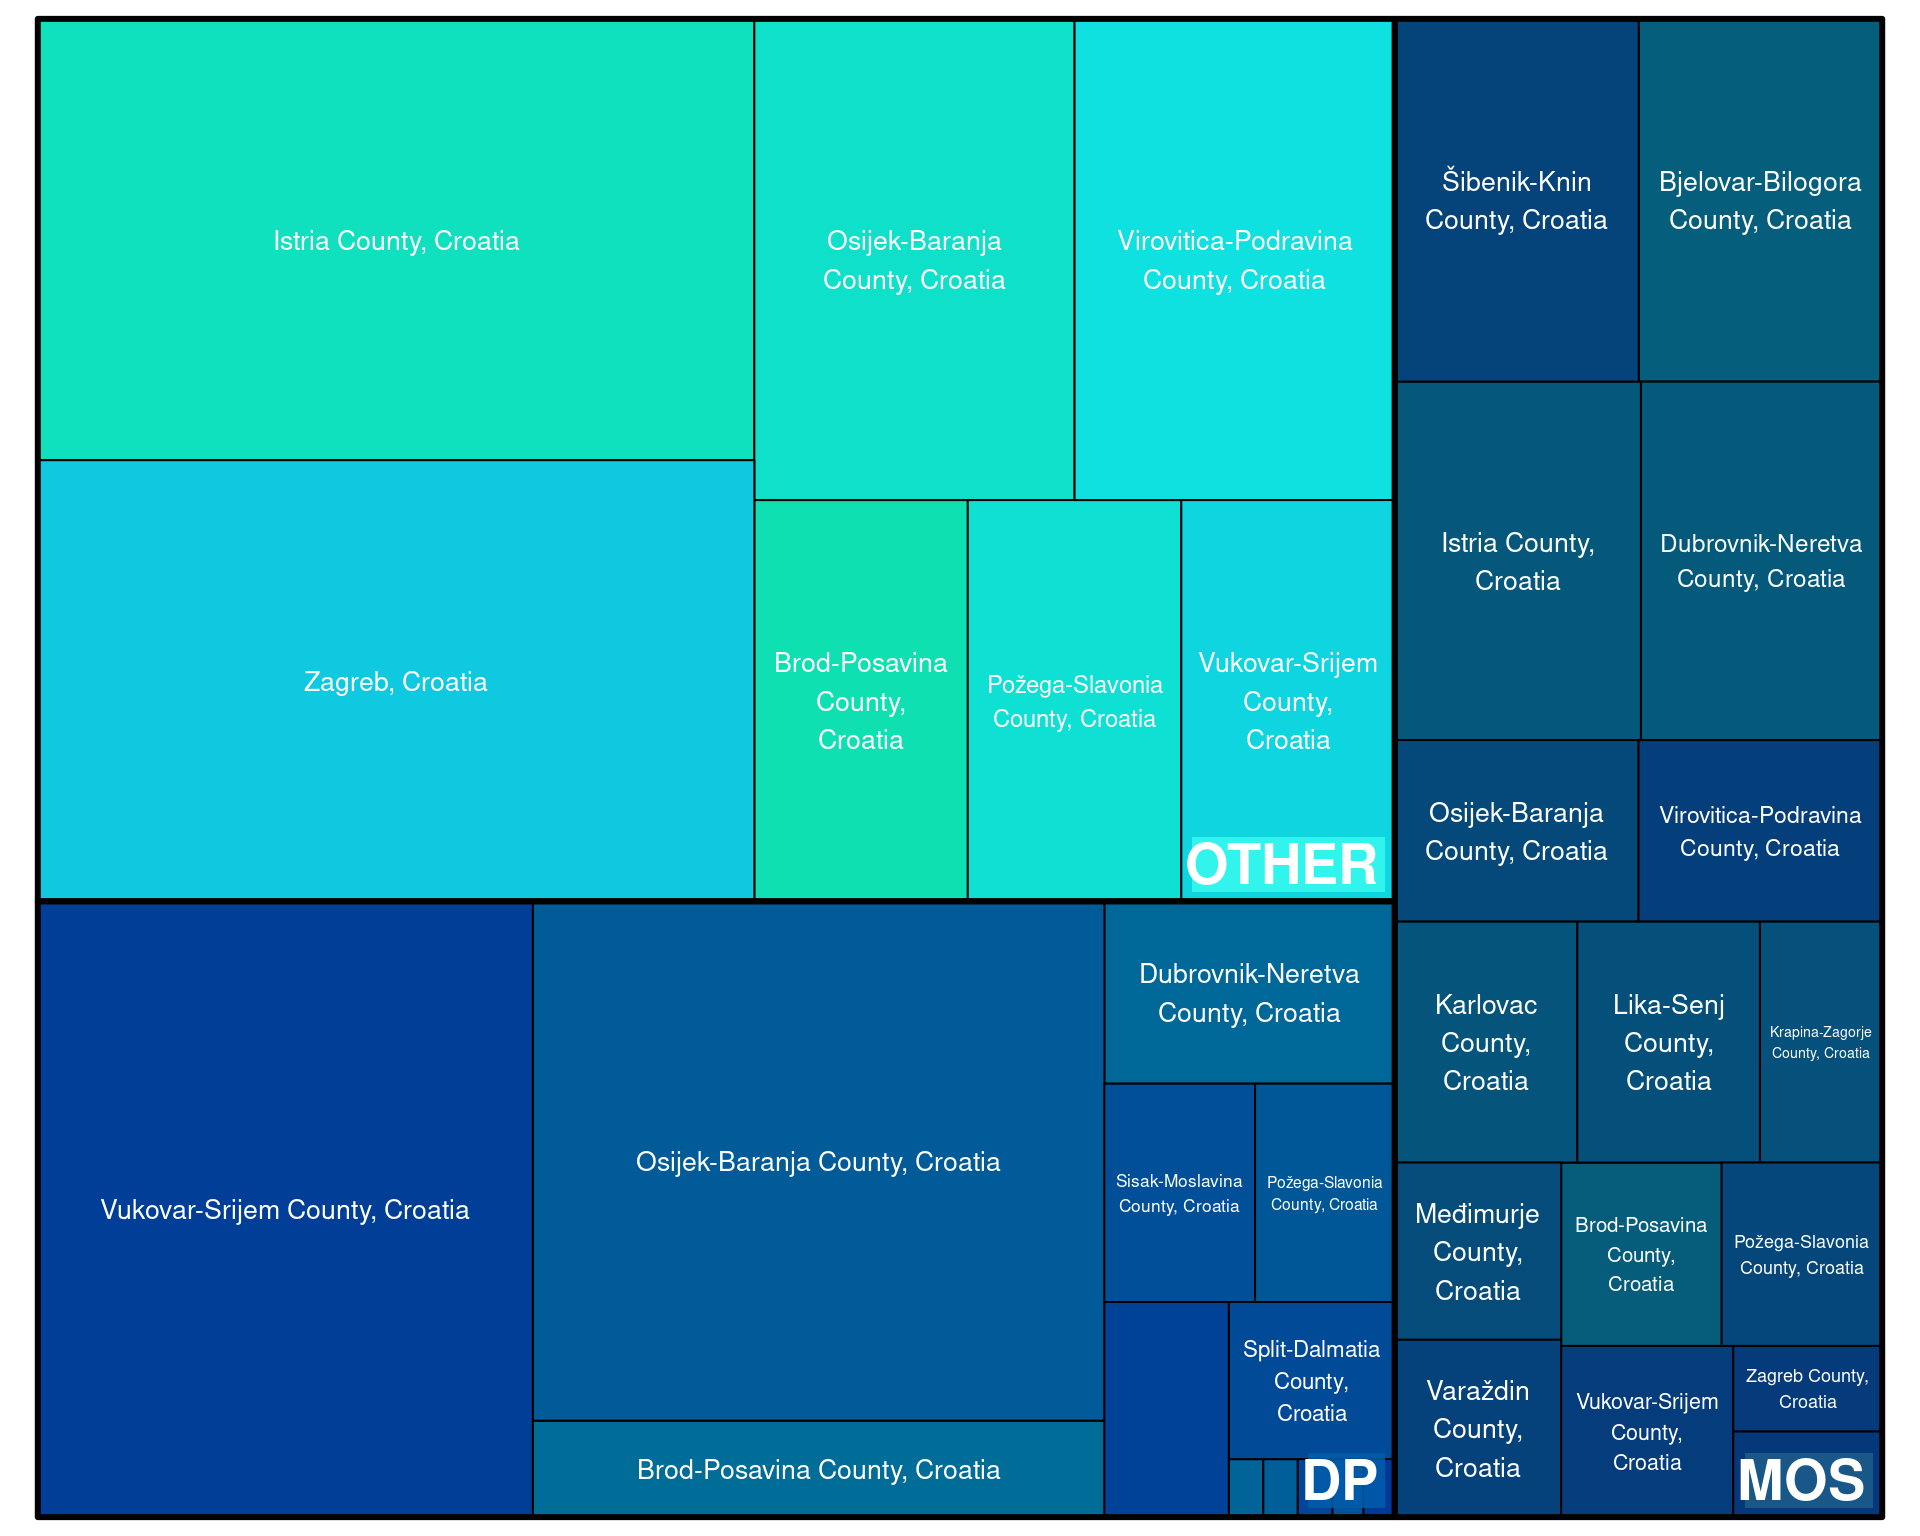 Istria County, Croatia
Osijek-Baranja
County, Croatia
Virovitica-Podravina
County, Croatia
Zagreb, Croatia
Brod-Posavina
County,
Croatia
Požega-Slavonia
County, Croatia
Vukovar-Srijem
County,
Croatia
OTHER
Vukovar-Srijem County, Croatia
Osijek-Baranja County, Croatia
Brod-Posavina County, Croatia
Dubrovnik-Neretva
County, Croatia
Sisak-Moslavina
County, Croatia
Požega-Slavonia
County, Croatia
Split-Dalmatia
County,
Croatia
DP
Šibenik-Knin
County, Croatia
Bjelovar-Bilogora
County, Croatia
Istria County,
Croatia
Dubrovnik-Neretva
County, Croatia
Osijek-Baranja
County, Croatia
Virovitica-Podravina
County, Croatia
Karlovac
County,
Croatia
Lika-Senj
County,
Croatia
Krapina-Zagorje
County, Croatia
Međimurje
County,
Croatia
Brod-Posavina
County,
Croatia
Požega-Slavonia
County, Croatia
Varaždin
County,
Croatia
Vukovar-Srijem
County,
Croatia
Zagreb County,
Croatia
MOS